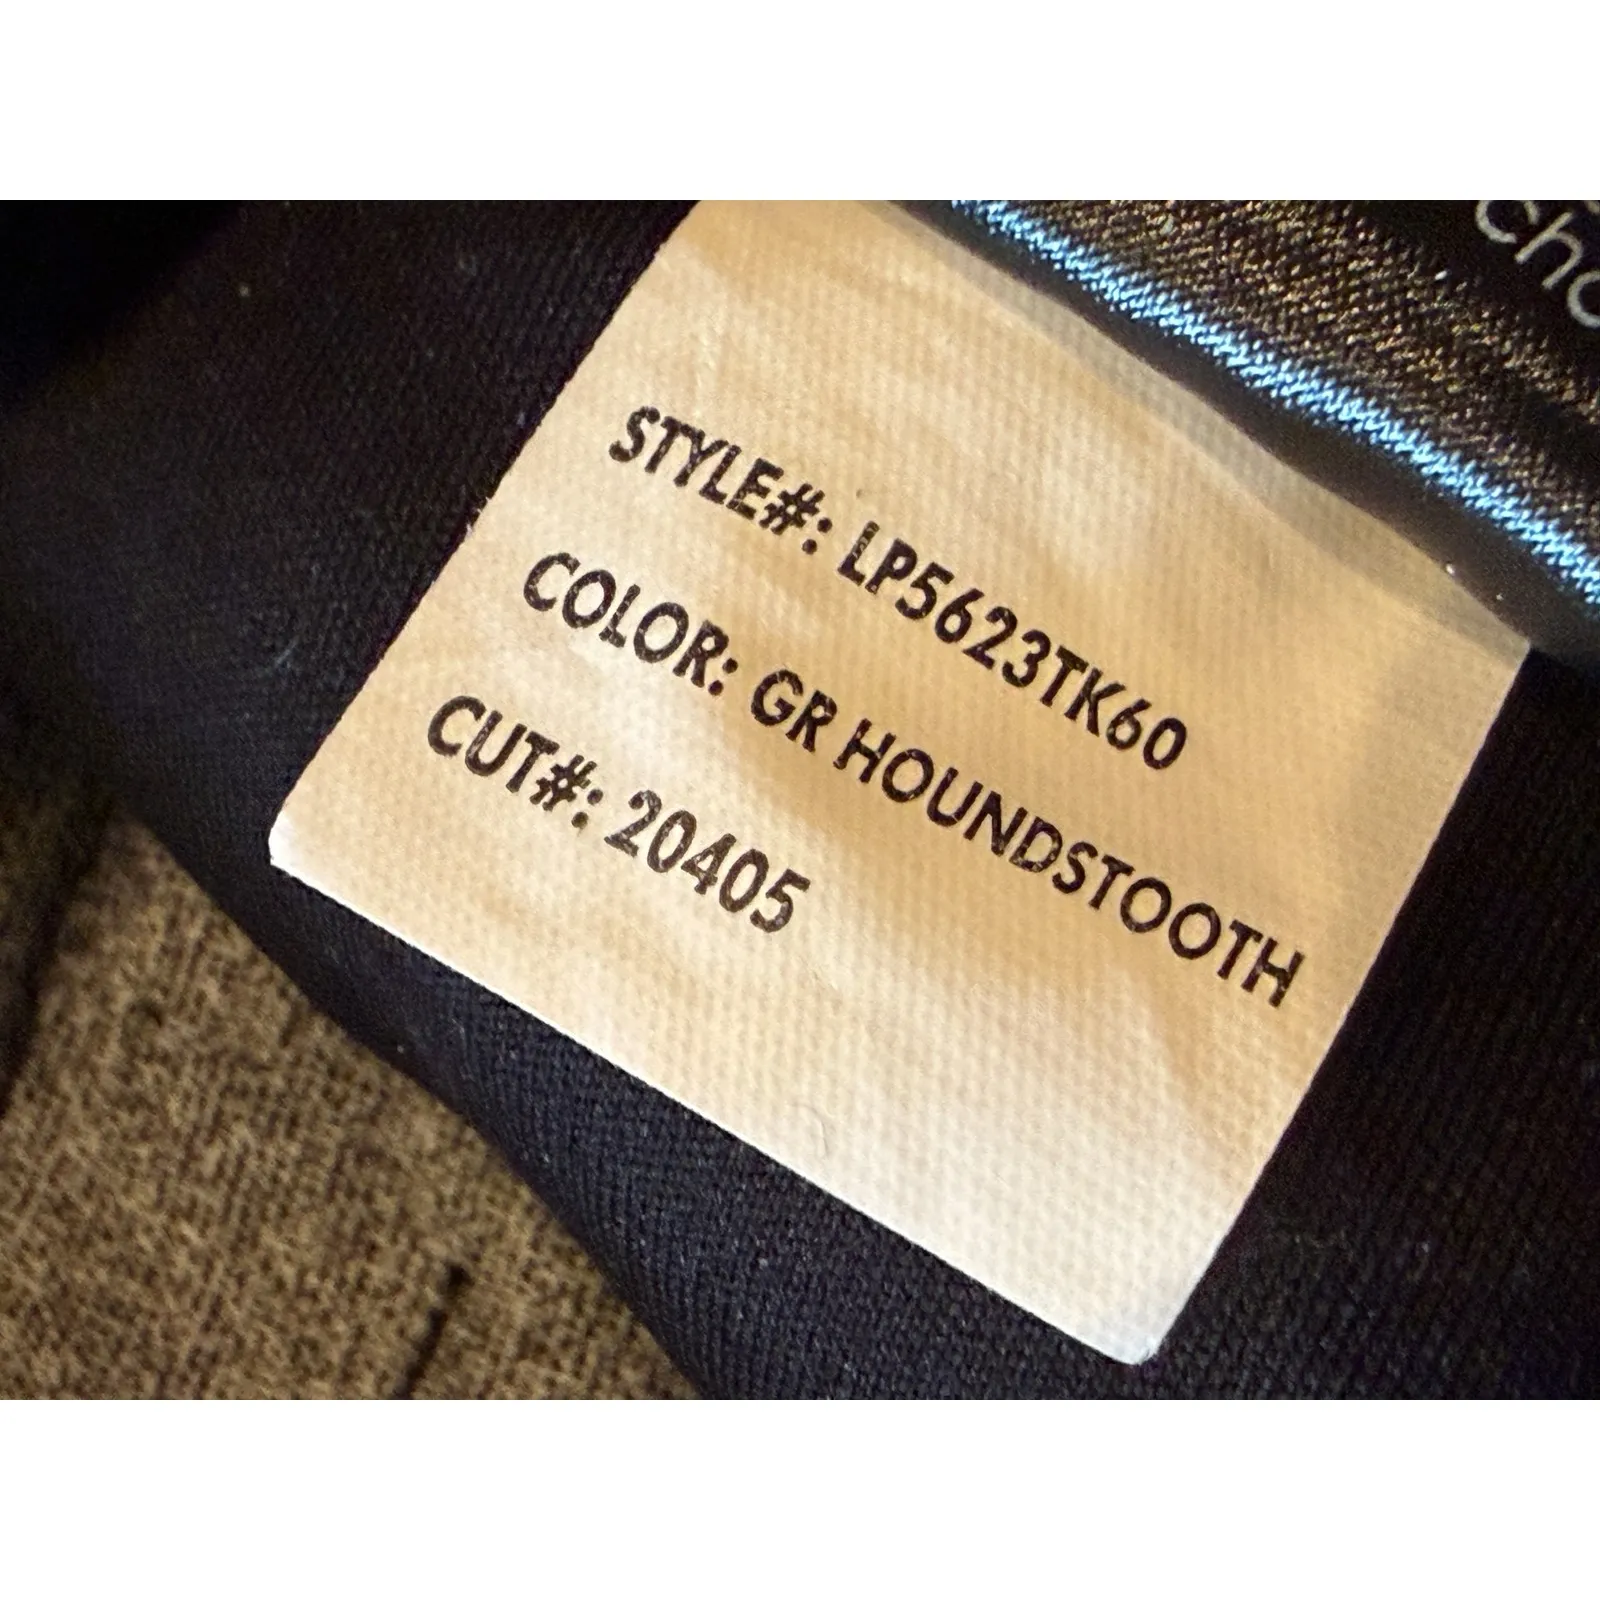 STYLE#: LP5623TK60
COLOR: GR HOUNDSTOOTH
CUT#: 20405